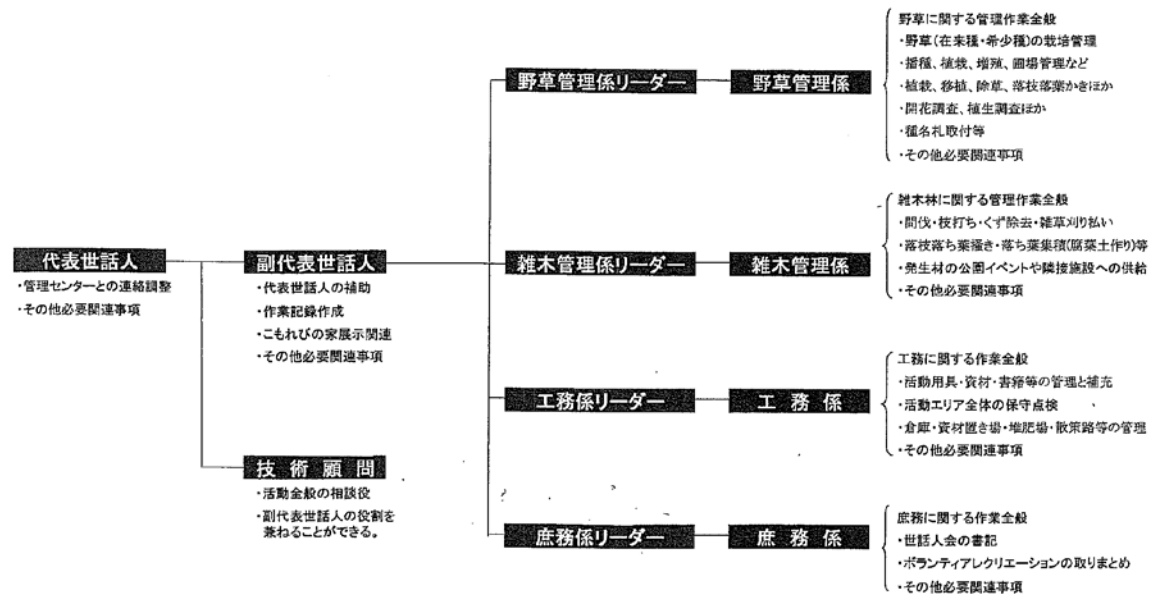 代表世話人
・管理センターとの連絡調整
・その他必要関連事項
副代表世話人
・代表世話人の補助
・作業記録作成
・こもれびの家展示関連
・その他必要関連事項
技術顧問
・活動全般の相談役
・副代表世話人の役割を
兼ねることができる。
野草管理係リーダー
野草管理係
野草に関する管理作業全般
・野草(在来種・希少種)の栽培管理
・播種、植栽、増殖、圃場管理など
・植栽、移植、除草、落枝落葉かきほか
・開花調査、植生調査ほか
・種名札取付等
・その他必要関連事項
雑木管理係リーダー
雑木管理係
雑木林に関する管理作業全般
・間伐・枝打ち・くず除去・雑草刈り払い
・落枝落ち葉掻き・落ち葉集積(腐葉土作り)等
・発生材の公園イベントや隣接施設への供給
・その他必要関連事項
工務係リーダー
工務係
工務に関する作業全般
・活動用具・資材・書籍等の管理と補充
・活動エリア全体の保守点検
・倉庫・資材置き場・堆肥場・散策路等の管理
・その他必要関連事項
庶務係リーダー
庶務係
庶務に関する作業全般
・世話人会の書記
・ボランティアレクリエーションの取りまとめ
・その他必要関連事項